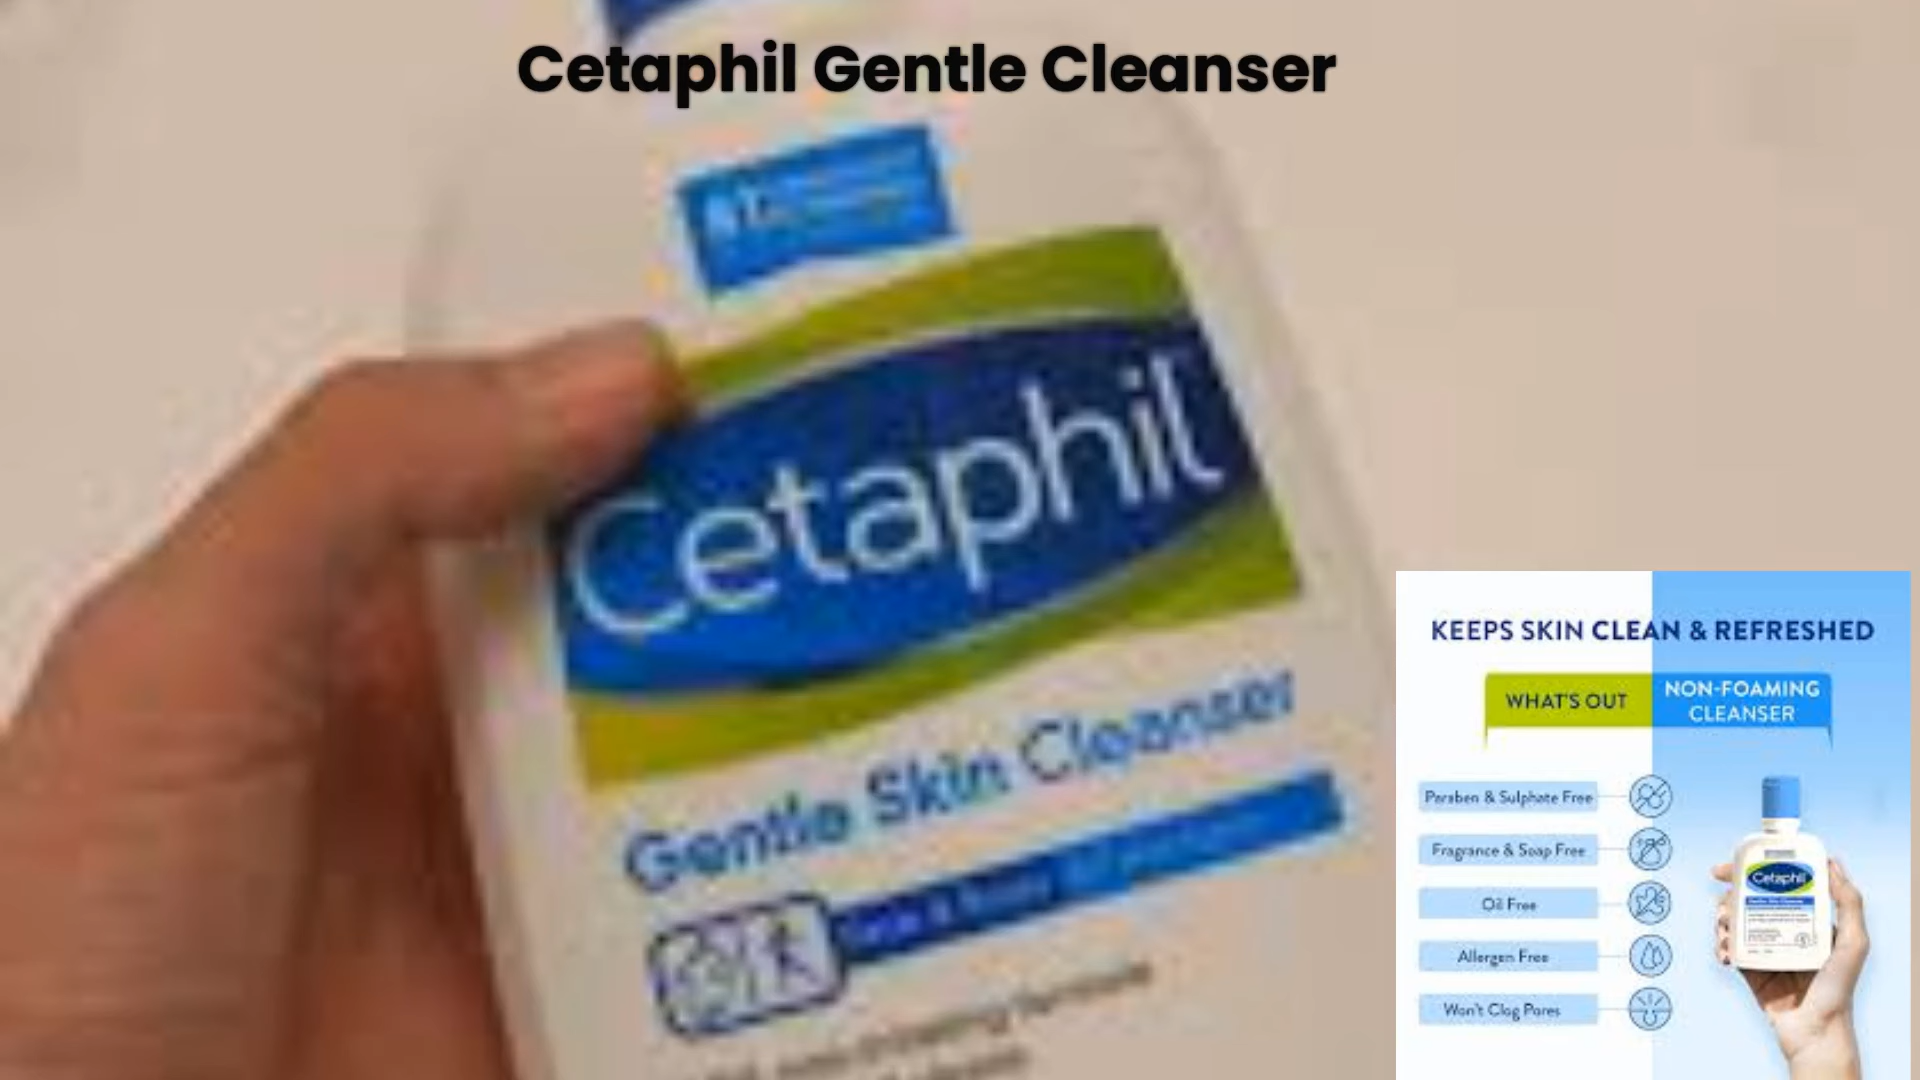 Cetaphil Gentle Cleanser
Cetaphil
Gentle Skin Cleanser
KEEPS SKIN CLEAN & REFRESHED
WHAT'S OUT
NON-FOAMING
CLEANSER
Paraben & Sulphate Free
Fragrance & Soap Free
Oil Free
Allergen Free
Won't Clog Pores
Cetaphil